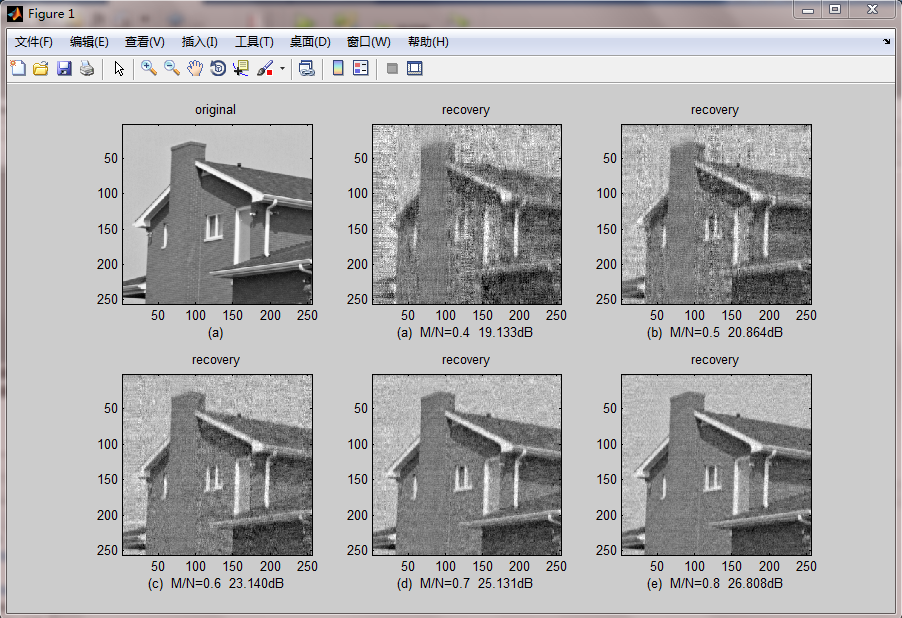 Figure 1
文件(F) 编辑(E) 查看(V) 插入(I) 工具(T) 桌面(D) 窗口(W) 帮助(H)
original
50
100
150
200
250
50 100 150 200 250
(a)
recovery
50
100
150
200
250
50 100 150 200 250
(a) M/N=0.4 19.133dB
recovery
50
100
150
200
250
50 100 150 200 250
(b) M/N=0.5 20.864dB
recovery
50
100
150
200
250
50 100 150 200 250
(c) M/N=0.6 23.140dB
recovery
50
100
150
200
250
50 100 150 200 250
(d) M/N=0.7 25.131dB
recovery
50
100
150
200
250
50 100 150 200 250
(e) M/N=0.8 26.808dB